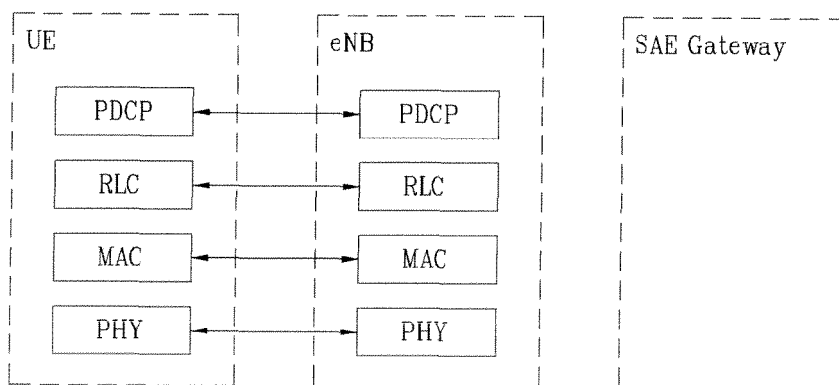 UE
eNB
SAE Gateway
PDCP
PDCP
RLC
RLC
MAC
MAC
PHY
PHY